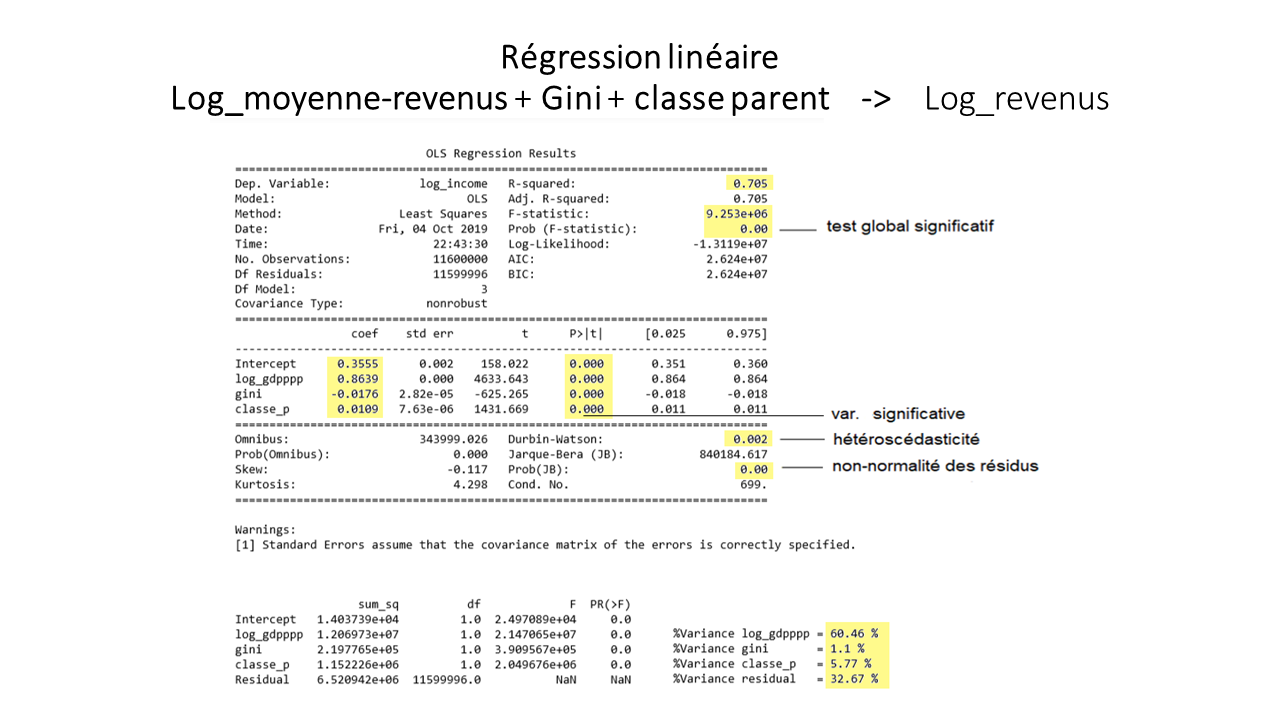 Régression linéaire
Log_moyenne-revenus + Gini + classe parent -> Log_revenus
OLS Regression Results
==============================================================================
Dep. Variable: log_income R-squared: 0.705
Model: OLS Adj. R-squared: 0.705
Method: Least Squares F-statistic: 9.253e+06
Date: Fri, 04 Oct 2019 Prob (F-statistic): 0.00 test global significatif
Time: 22:43:30 Log-Likelihood: -1.3119e+07
No. Observations: 11600000 AIC: 2.624e+07
Df Residuals: 11599996 BIC: 2.624e+07
Df Model: 3
Covariance Type: nonrobust
==============================================================================
coef std err t P>|t| [0.025 0.975]
------------------------------------------------------------------------------
Intercept 0.3555 0.002 158.022 0.000 0.351 0.360
log_gdpppp 0.8639 0.000 4633.643 0.000 0.864 0.864
gini -0.0176 2.82e-05 -625.265 0.000 -0.018 -0.018
classe_p 0.0109 7.63e-06 1431.669 0.000 0.011 0.011 var. significative
==============================================================================
Omnibus: 343999.026 Durbin-Watson: 0.002 hétéroscédasticité
Prob(Omnibus): 0.000 Jarque-Bera (JB): 840184.617
Skew: -0.117 Prob(JB): 0.00 non-normalité des résidus
Kurtosis: 4.298 Cond. No. 699.
==============================================================================
Warnings:
[1] Standard Errors assume that the covariance matrix of the errors is correctly specified.
sum_sq df F PR(>F)
Intercept 1.403739e+04 1.0 2.497089e+04 0.0
log_gdpppp 1.206973e+07 1.0 2.147065e+07 0.0 %Variance log_gdpppp = 60.46 %
gini 2.197765e+05 1.0 3.909567e+05 0.0 %Variance gini = 1.1 %
classe_p 1.152226e+06 1.0 2.049676e+06 0.0 %Variance classe_p = 5.77 %
Residual 6.520942e+06 11599996.0 NaN NaN %Variance residual = 32.67 %